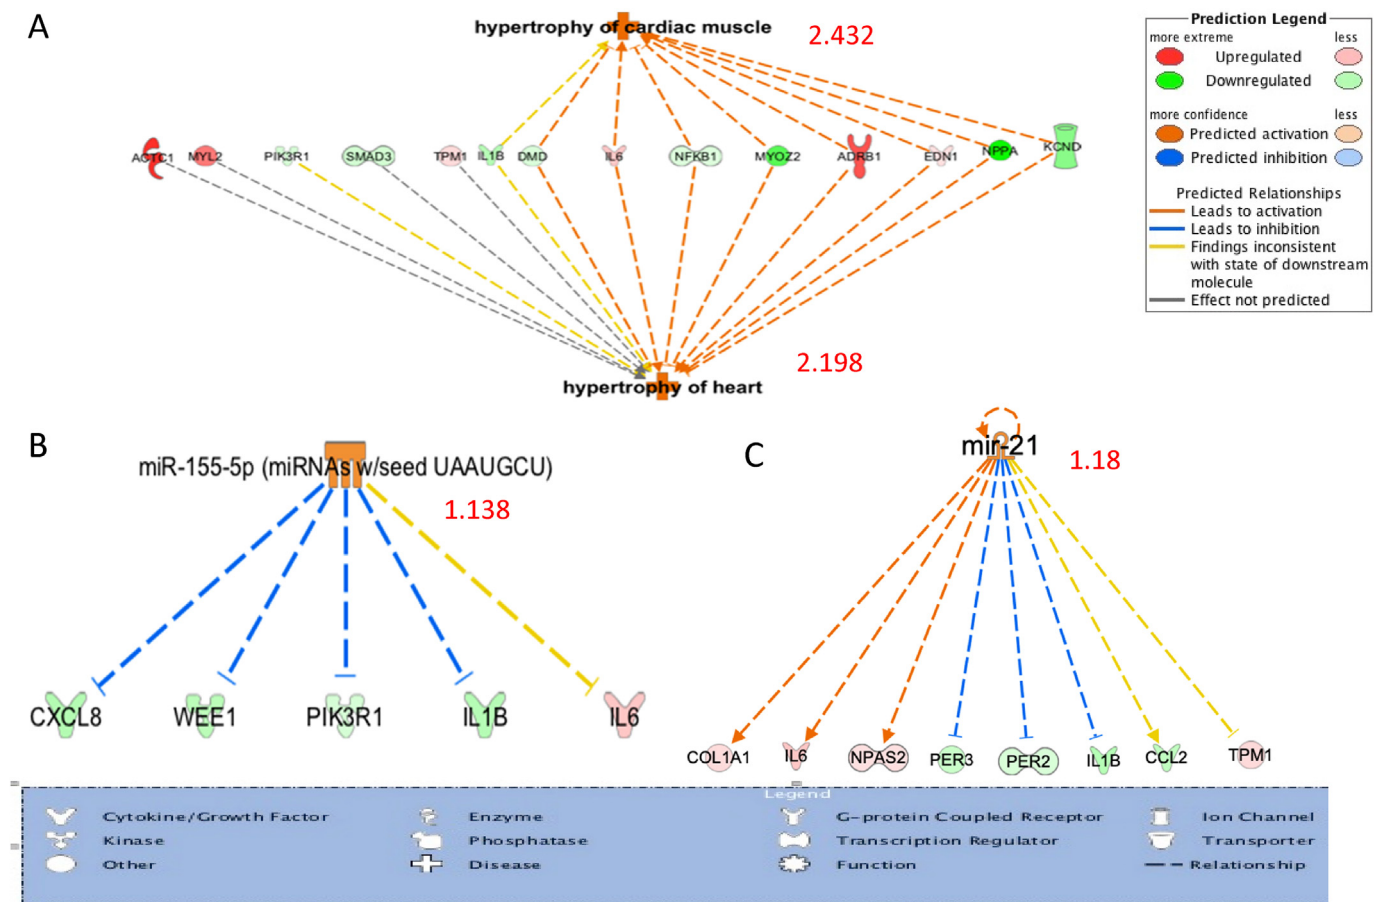 A
hypertrophy of cardiac muscle
2.432
ACTC1 MYL2 PIK3R1 SMAD3 TPM1 IL1B DMD IL6 NFKB1 MYOZ2 ADRB1 EDN1 NPPA KCND
2.198
hypertrophy of heart
Prediction Legend
more extreme less
Upregulated
Downregulated
more confidence less
Predicted activation
Predicted inhibition
Predicted Relationships
Leads to activation
Leads to inhibition
Findings inconsistent
with state of downstream
molecule
Effect not predicted
B
miR-155-5p (miRNAs w/seed UAAUGCU)
1.138
CXCL8 WEE1 PIK3R1 IL1B IL6
C
mir-21
1.18
COL1A1 IL6 NPAS2 PER3 PER2 IL1B CCL2 TPM1
Legend
Cytokine/Growth Factor Enzyme G-protein Coupled Receptor Ion Channel
Kinase Phosphatase Transcription Regulator Transporter
Other Disease Function Relationship